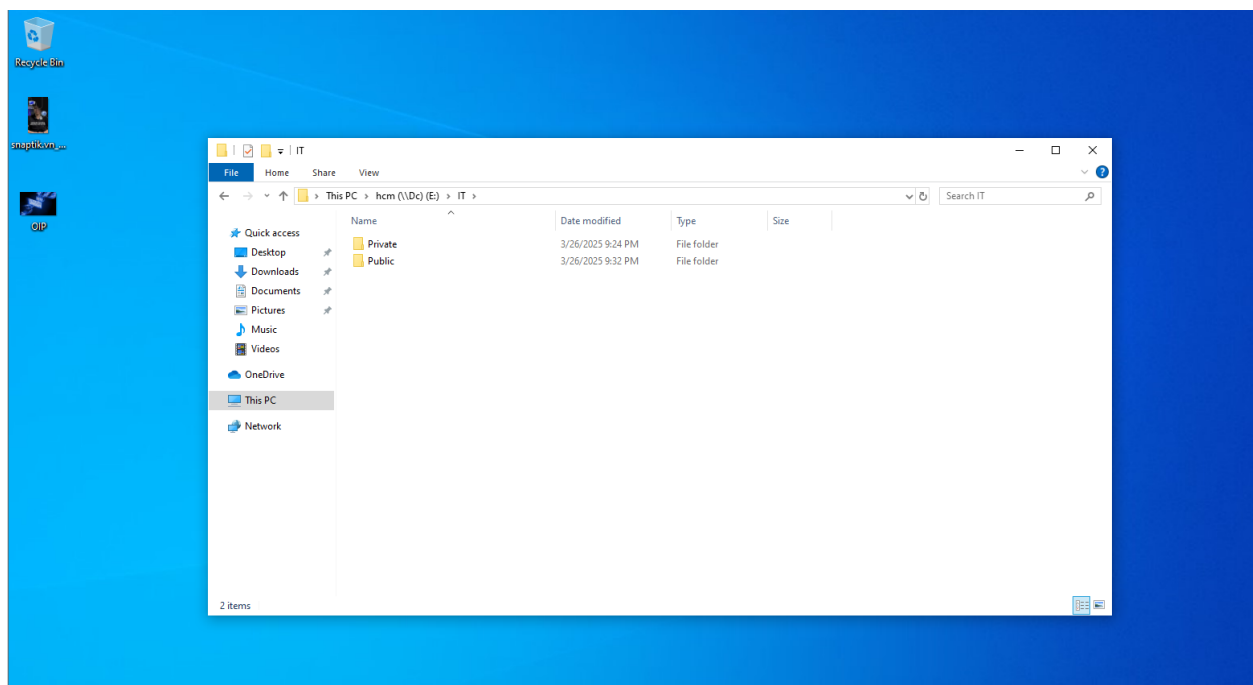 Recycle Bin
snaptik.vn_...
OIP
IT
File Home Share View
This PC > hcm (\\Dc) (E:) > IT >
Search IT
Name Date modified Type Size
Private 3/26/2025 9:24 PM File folder
Public 3/26/2025 9:32 PM File folder
Quick access
Desktop
Downloads
Documents
Pictures
Music
Videos
OneDrive
This PC
Network
2 items